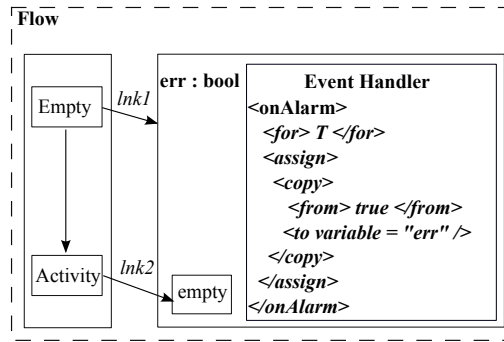 Flow
Empty
lnk1
Activity
lnk2
err : bool
empty
Event Handler
<onAlarm>
<for> T </for>
<assign>
<copy>
<from> true </from>
<to variable = "err" />
</copy>
</assign>
</onAlarm>